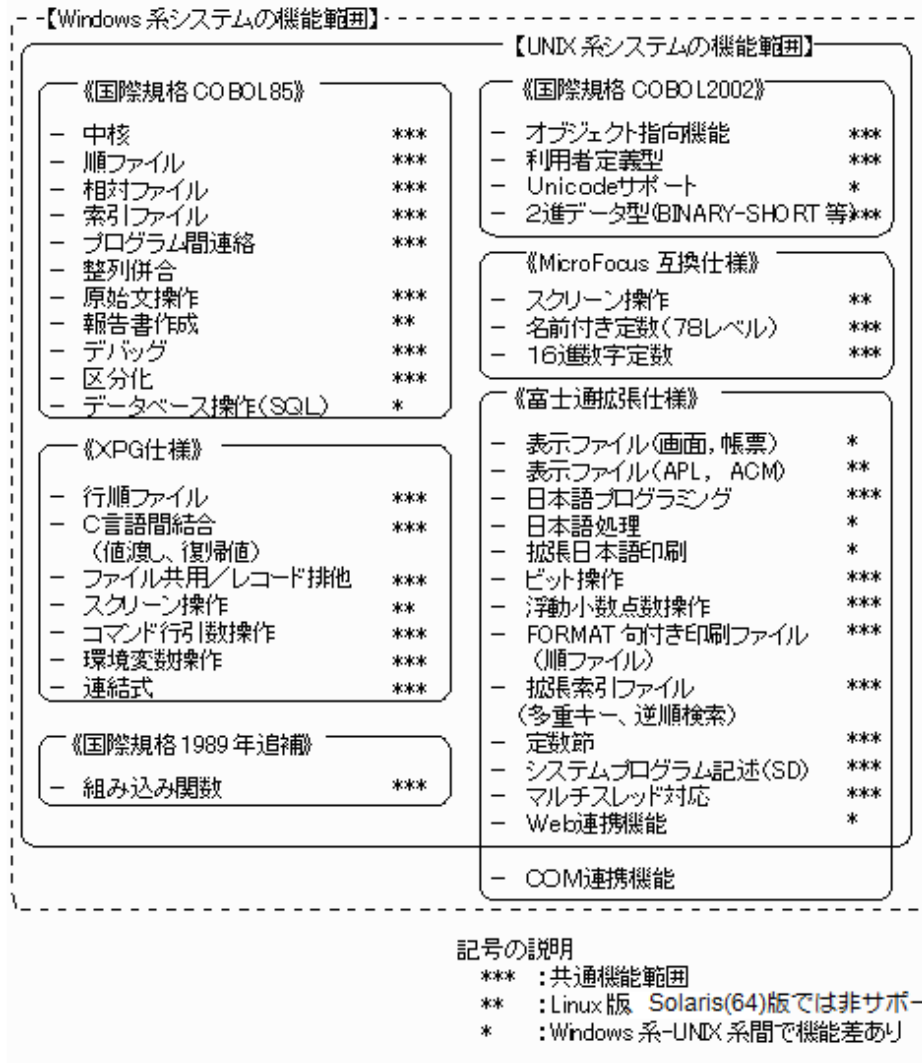 【Windows 系システムの機能範囲】
【UNIX 系システムの機能範囲】
《国際規格 COBOL85》
− 中核 ***
− 順ファイル ***
− 相対ファイル ***
− 索引ファイル ***
− プログラム間連絡 ***
− 整列併合
− 原始文操作 ***
− 報告書作成 **
− デバッグ ***
− 区分化 ***
− データベース操作(SQL) *
《XPG仕様》
− 行順ファイル ***
− C言語間結合 ***
(値渡し、復帰値)
− ファイル共用/レコード排他 ***
− スクリーン操作 **
− コマンド行引数操作 ***
− 環境変数操作 ***
− 連結式 ***
《国際規格 1989 年追補》
− 組み込み関数 ***
《国際規格 COBOL2002》
− オブジェクト指向機能 ***
− 利用者定義型 ***
− Unicodeサポート *
− 2進データ型(BINARY-SHORT 等)***
《MicroFocus 互換仕様》
− スクリーン操作 **
− 名前付き定数(78レベル) ***
− 16進数字定数 ***
《富士通拡張仕様》
− 表示ファイル(画面, 帳票) *
− 表示ファイル(APL, ACM) **
− 日本語プログラミング ***
− 日本語処理 *
− 拡張日本語印刷 *
− ビット操作 ***
− 浮動小数点数操作 ***
− FORMAT 句付き印刷ファイル ***
(順ファイル)
− 拡張索引ファイル ***
(多重キー、逆順検索)
− 定数節 ***
− システムプログラム記述(SD) ***
− マルチスレッド対応 ***
− Web連携機能 *
− COM連携機能
記号の説明
*** :共通機能範囲
** :Linux 版、Solaris(64)版では非サポー
* :Windows 系-UNIX 系間で機能差あり